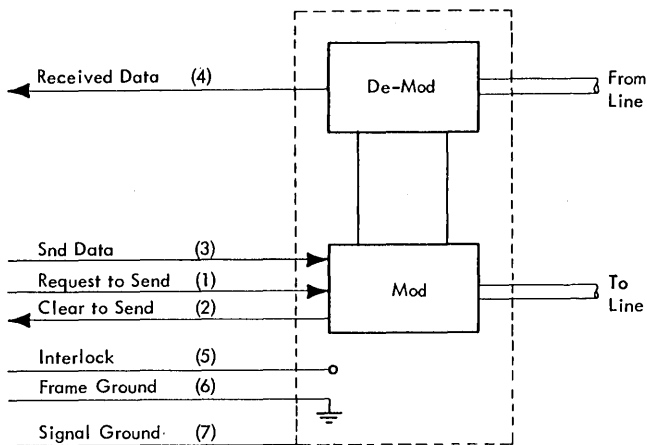 Received Data (4)
De-Mod
From
Line
Snd Data (3)
Request to Send (1)
Clear to Send (2)
Mod
To
Line
Interlock (5)
Frame Ground (6)
Signal Ground (7)